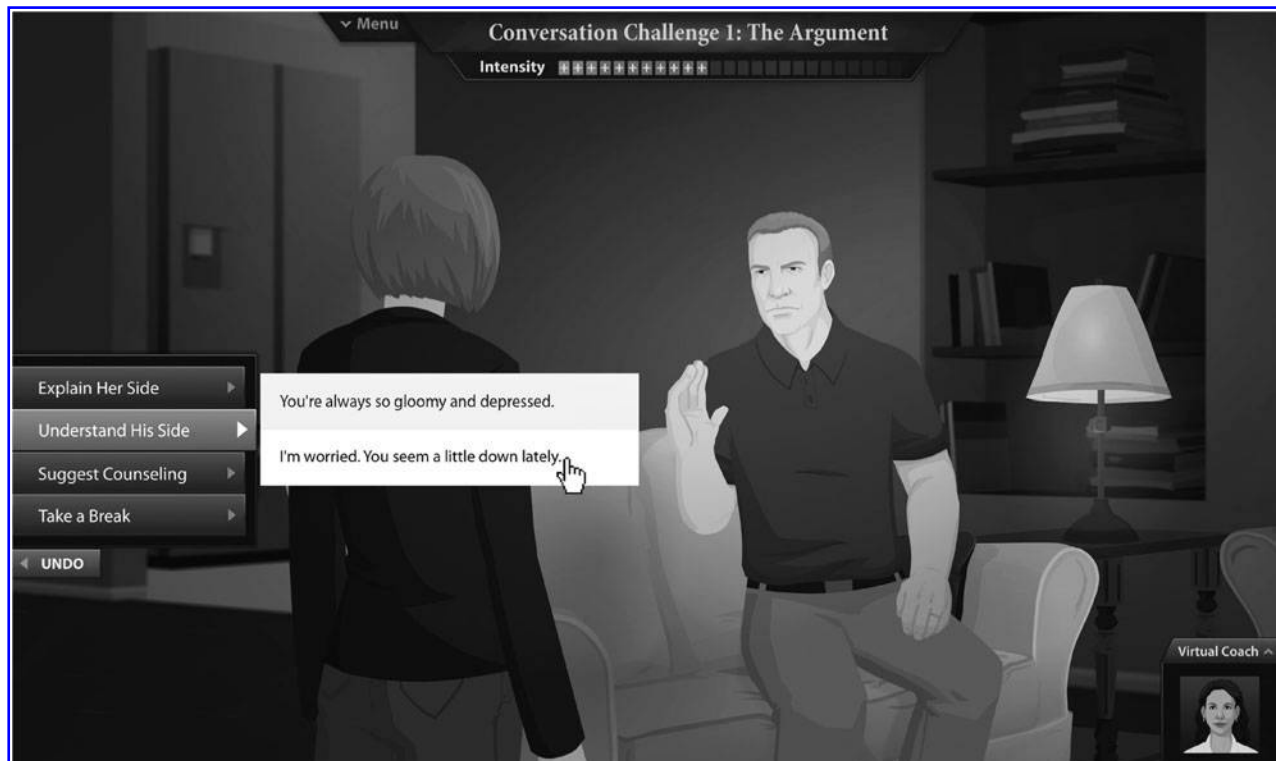 Menu
Conversation Challenge 1: The Argument
Intensity
Explain Her Side
Understand His Side
Suggest Counseling
Take a Break
UNDO
You're always so gloomy and depressed.
I'm worried. You seem a little down lately.
Virtual Coach